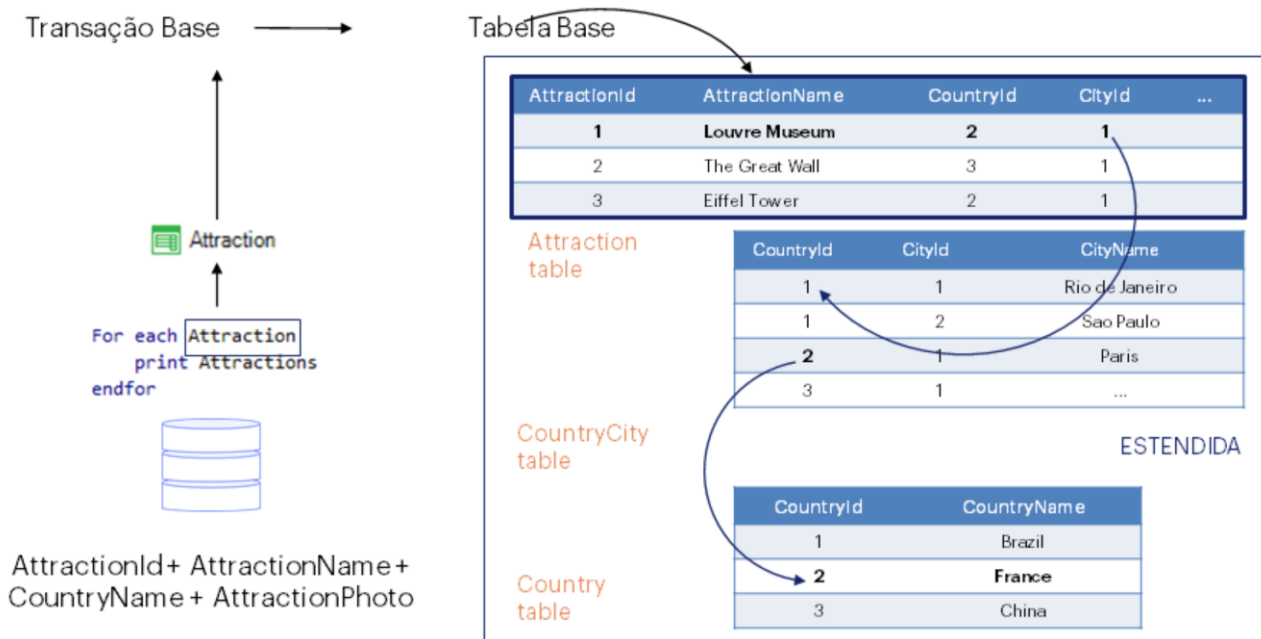 Transação Base
Tabela Base
AttractionId AttractionName CountryId CityId ...
1 Louvre Museum 2 1
2 The Great Wall 3 1
3 Eiffel Tower 2 1
Attraction
table
CountryId CityId CityName
1 1 Rio de Janeiro
1 2 Sao Paulo
2 1 Paris
3 1 ...
CountryCity
table
ESTENDIDA
CountryId CountryName
1 Brazil
2 France
3 China
Country
table
Attraction
For each Attraction
print Attractions
endfor
AttractionId + AttractionName +
CountryName + AttractionPhoto